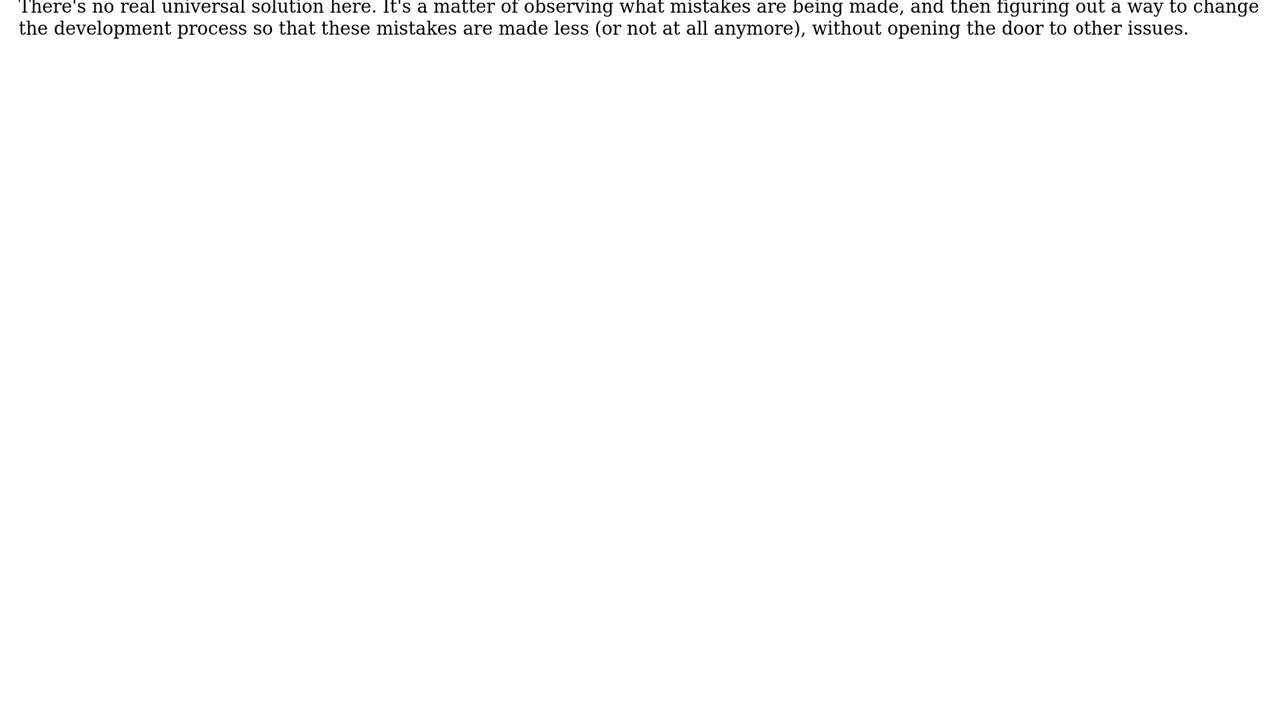 There's no real universal solution here. It's a matter of observing what mistakes are being made, and then figuring out a way to change
the development process so that these mistakes are made less (or not at all anymore), without opening the door to other issues.